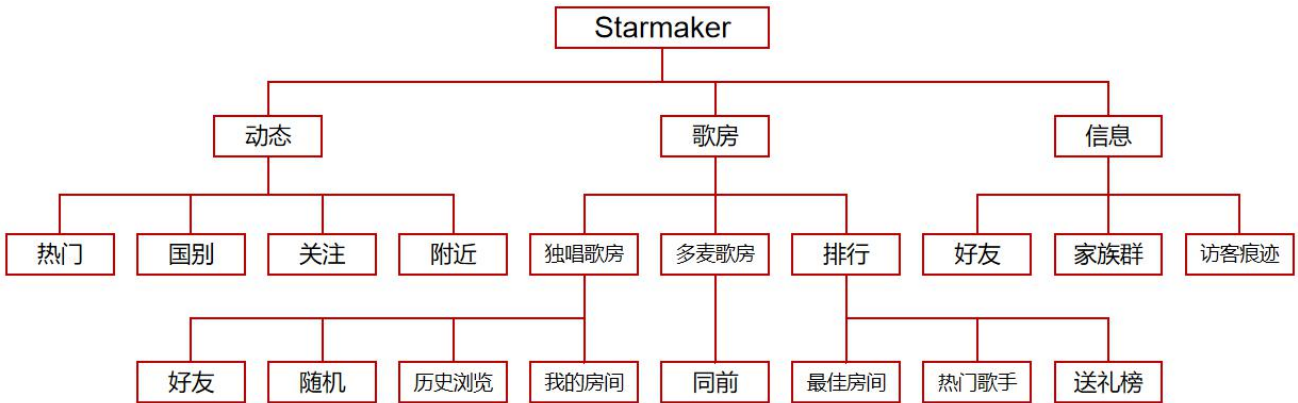 Starmaker
动态
歌房
信息
热门
国别
关注
附近
独唱歌房
多麦歌房
排行
好友
家族群
访客痕迹
好友
随机
历史浏览
我的房间
同前
最佳房间
热门歌手
送礼榜